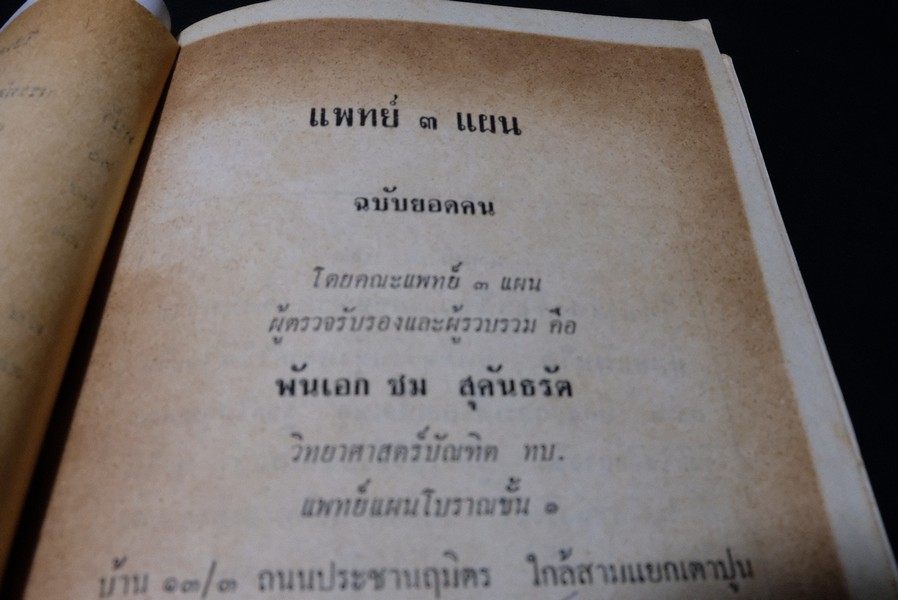 แพทย์ ๓ แผน
ฉบับยอดคน
โดยคณะแพทย์ ๓ แผน
ผู้ตรวจรับรองและผู้รวบรวม คือ
พันเอก ชม สุคันธรัต
วิทยาศาสตร์บัณฑิต ทบ.
แพทย์แผนโบราณชั้น ๑
บ้าน ๑๓/๓ ถนนประชานฤมิตร ใกล้สามแยกเตาปูน